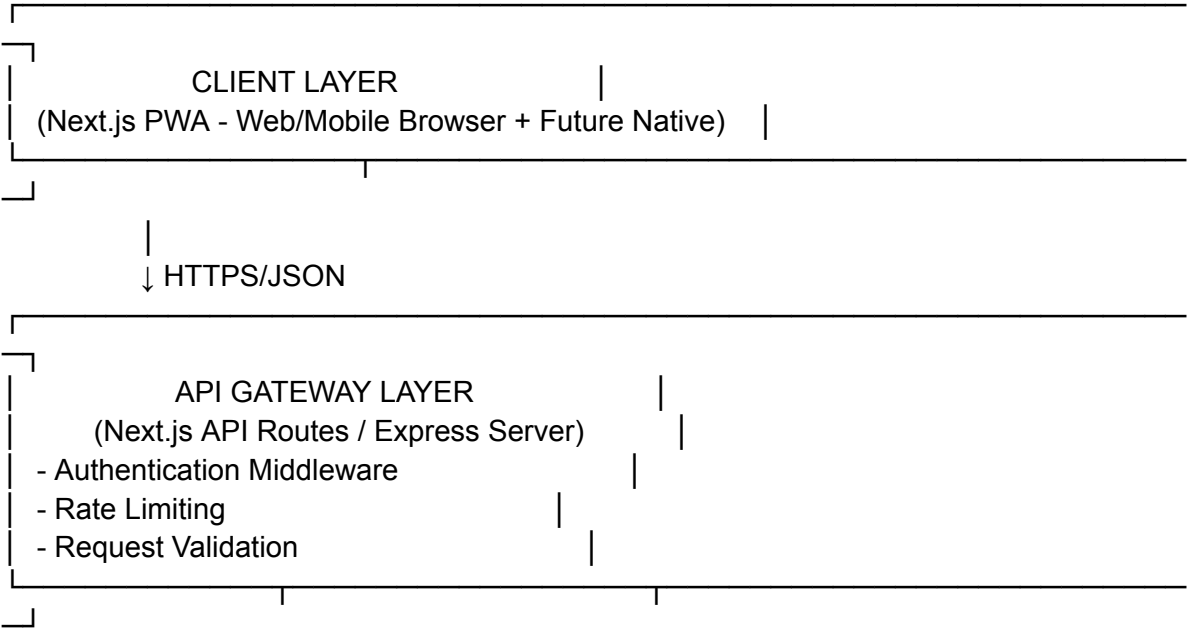 CLIENT LAYER
(Next.js PWA - Web/Mobile Browser + Future Native)
↓ HTTPS/JSON
API GATEWAY LAYER
(Next.js API Routes / Express Server)
- Authentication Middleware
- Rate Limiting
- Request Validation